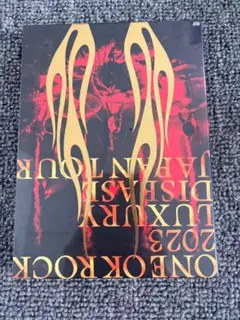 ONE OK ROCK
2023
LUXURY
DISEASE
JAPAN TOUR